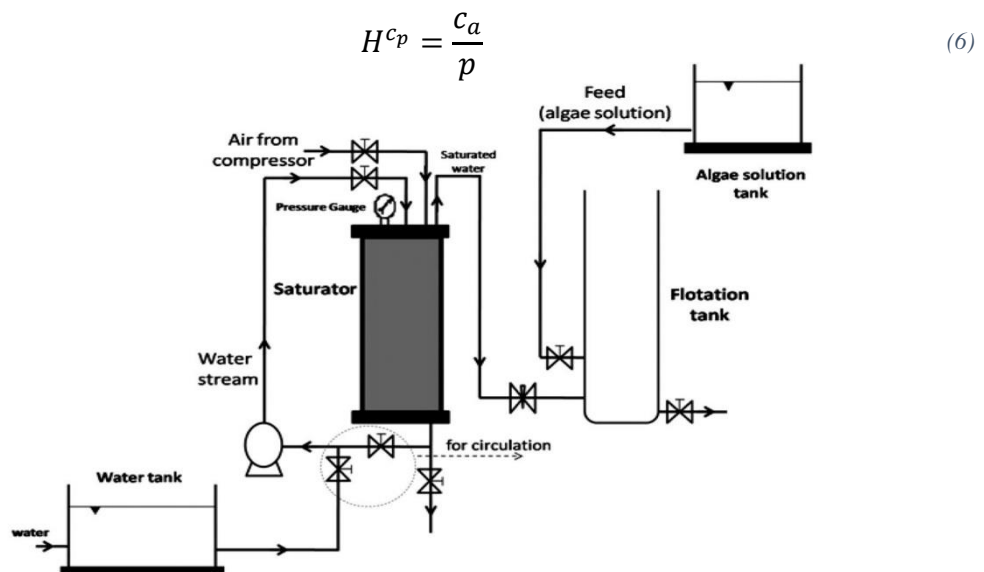 H^{c_p} = \frac{c_a}{p}
(6)
Feed
(algae solution)
Air from
compressor
Saturated
water
Algae solution
tank
Pressure Gauge
Saturator
Flotation
tank
Water
stream
for circulation
Water tank
water